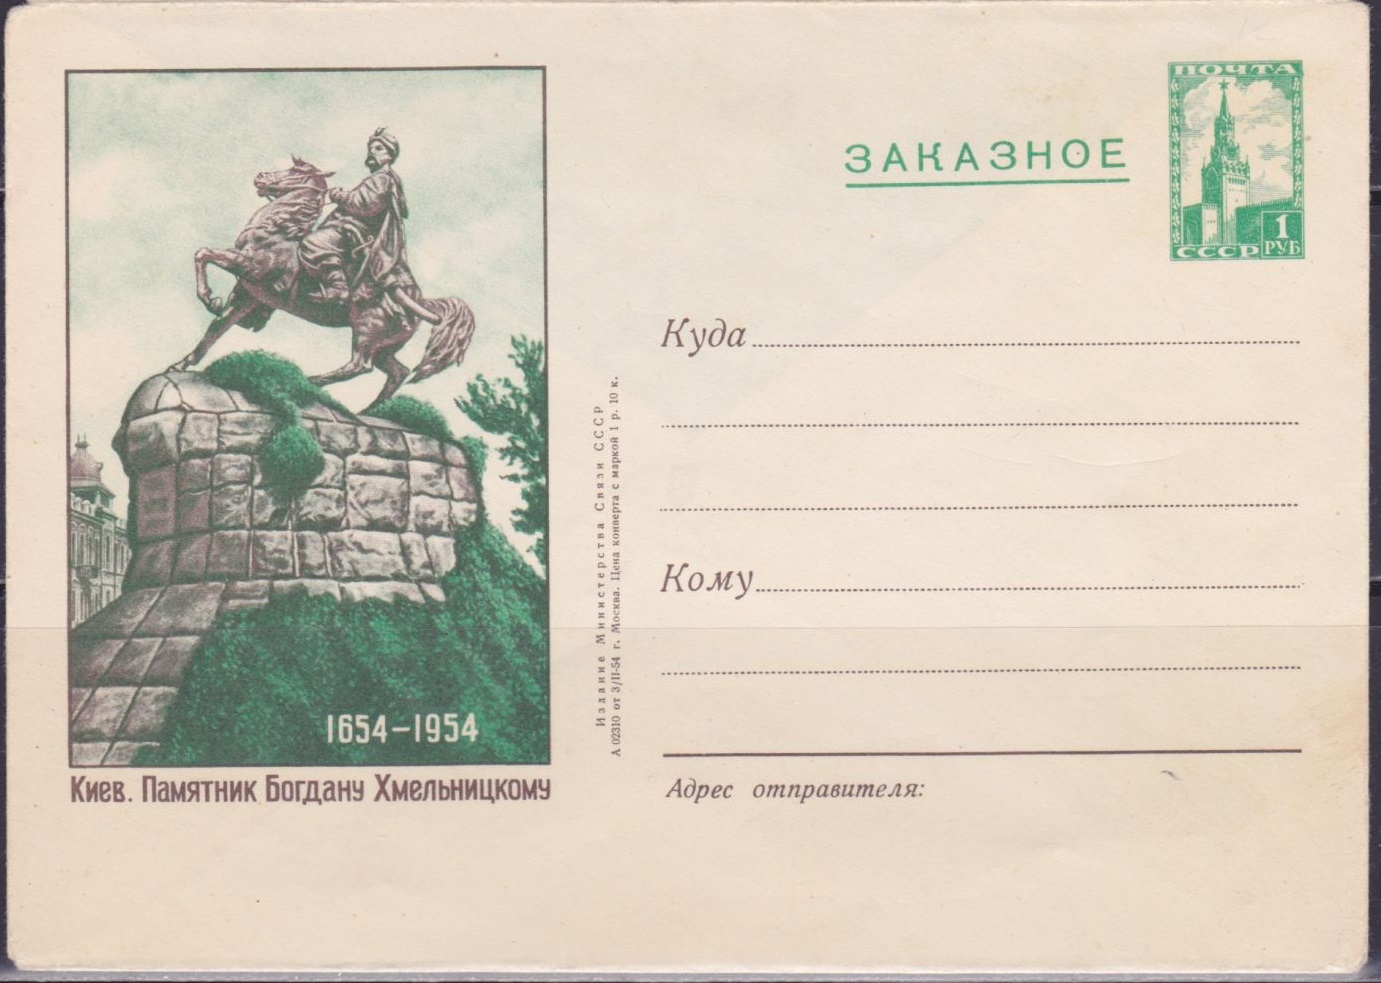 ПОЧТА
ЗАКАЗНОЕ
1
РУБ
СССР
Куда
Кому
Адрес отправителя:
Издание Министерства Связи СССР
А 02310 от 3/II-54 г. Москва. Цена конверта с маркой 1 р. 10 к.
1654-1954
Киев. Памятник Богдану Хмельницкому